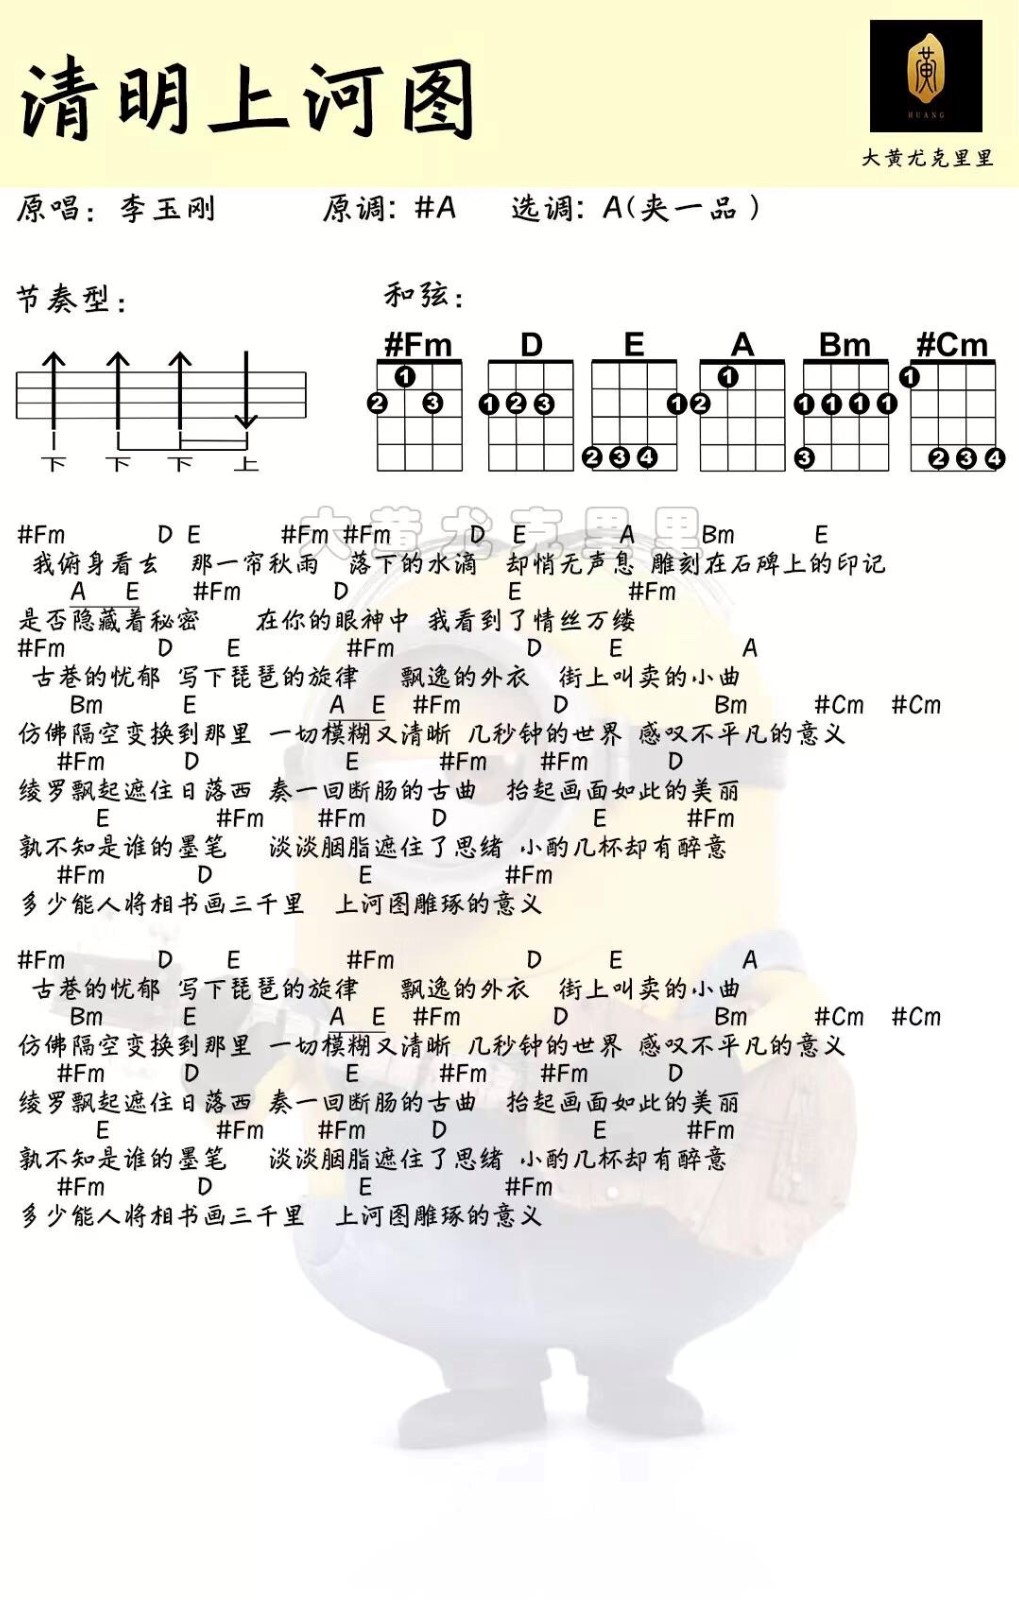 清明上河图
黄
HUANG
大黄尤克里里
原唱：李玉刚 原调：#A 选调：A(夹一品)
节奏型： 和弦：
#Fm D E A Bm #Cm
1 2 3 1 2 3 1 2 3 4 1 2 1 1 1 1 3 1 2 3 4
下 下 下 上
大黄尤克里里
#Fm D E #Fm #Fm D E A Bm E
我俯身看玄 那一帘秋雨 落下的水滴 却悄无声息 雕刻在石碑上的印记
A E #Fm D E #Fm
是否隐藏着秘密 在你的眼神中 我看到了情丝万缕
#Fm D E #Fm D E A
古巷的忧郁 写下琵琶的旋律 飘逸的外衣 街上叫卖的小曲
Bm E A E #Fm D Bm #Cm #Cm
仿佛隔空变换到那里 一切模糊又清晰 几秒钟的世界 感叹不平凡的意义
#Fm D E #Fm #Fm D
绫罗飘起遮住日落西 奏一回断肠的古曲 抬起画面如此的美丽
E #Fm #Fm D E #Fm
孰不知是谁的墨笔 淡淡胭脂遮住了思绪 小酌几杯却有醉意
#Fm D E #Fm
多少能人将相书画三千里 上河图雕琢的意义
#Fm D E #Fm D E A
古巷的忧郁 写下琵琶的旋律 飘逸的外衣 街上叫卖的小曲
Bm E A E #Fm D Bm #Cm #Cm
仿佛隔空变换到那里 一切模糊又清晰 几秒钟的世界 感叹不平凡的意义
#Fm D E #Fm #Fm D
绫罗飘起遮住日落西 奏一回断肠的古曲 抬起画面如此的美丽
E #Fm #Fm D E #Fm
孰不知是谁的墨笔 淡淡胭脂遮住了思绪 小酌几杯却有醉意
#Fm D E #Fm
多少能人将相书画三千里 上河图雕琢的意义